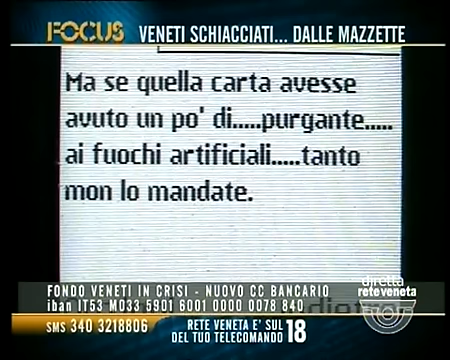 FOCUS VENETI SCHIACCIATI... DALLE MAZZETTE
Ma se quella carta avesse
avuto un po' di.....purgante.....
ai fuochi artificiali.....tanto
mon lo mandate.
FONDO VENETI IN CRISI - NUOVO CC BANCARIO
iban IT53 M033 5901 6001 0000 0078 840
diretta
reteveneta
SMS 340 3218806
RETE VENETA E' SUL
DEL TUO TELECOMANDO 18